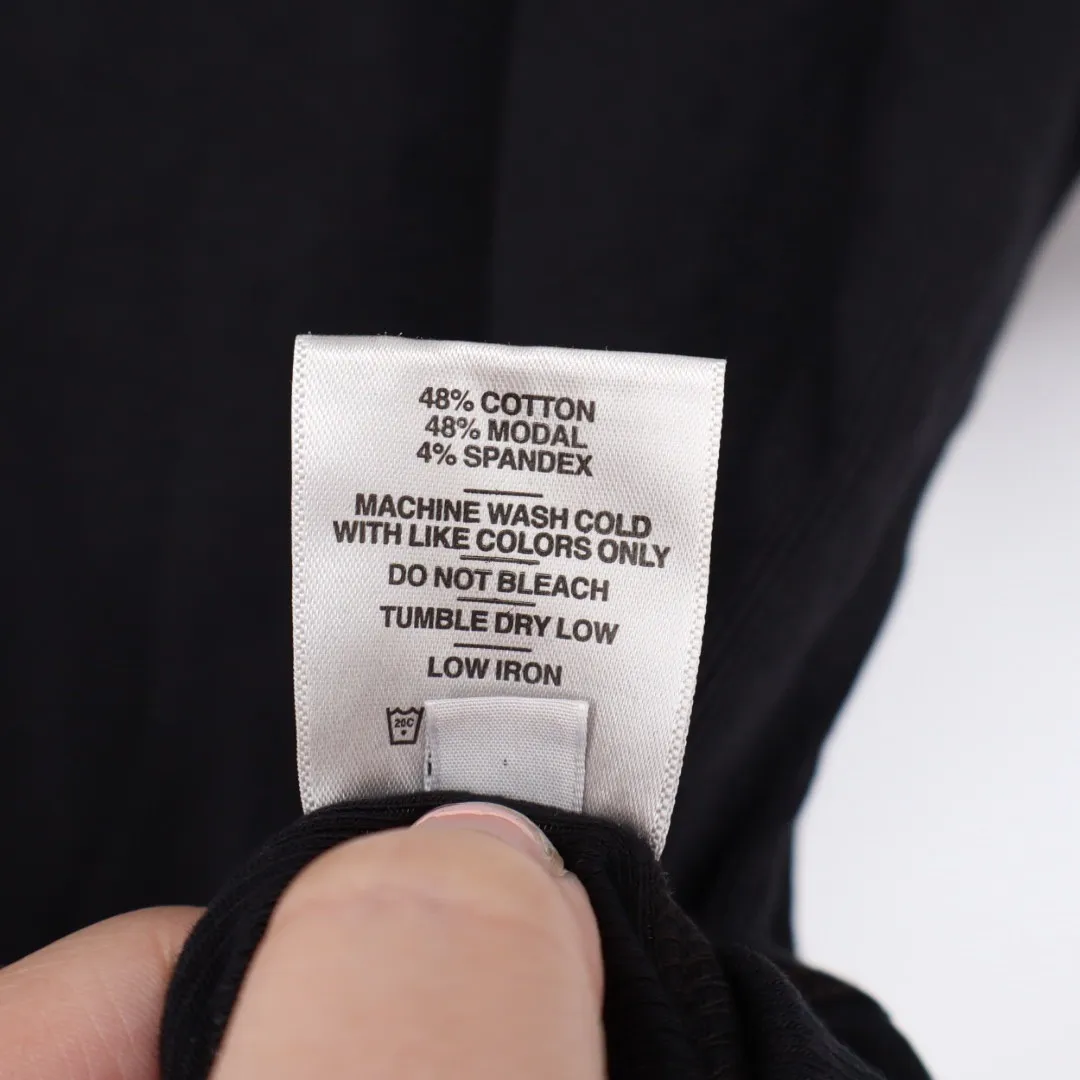 48% COTTON
48% MODAL
4% SPANDEX
MACHINE WASH COLD
WITH LIKE COLORS ONLY
DO NOT BLEACH
TUMBLE DRY LOW
LOW IRON
20C